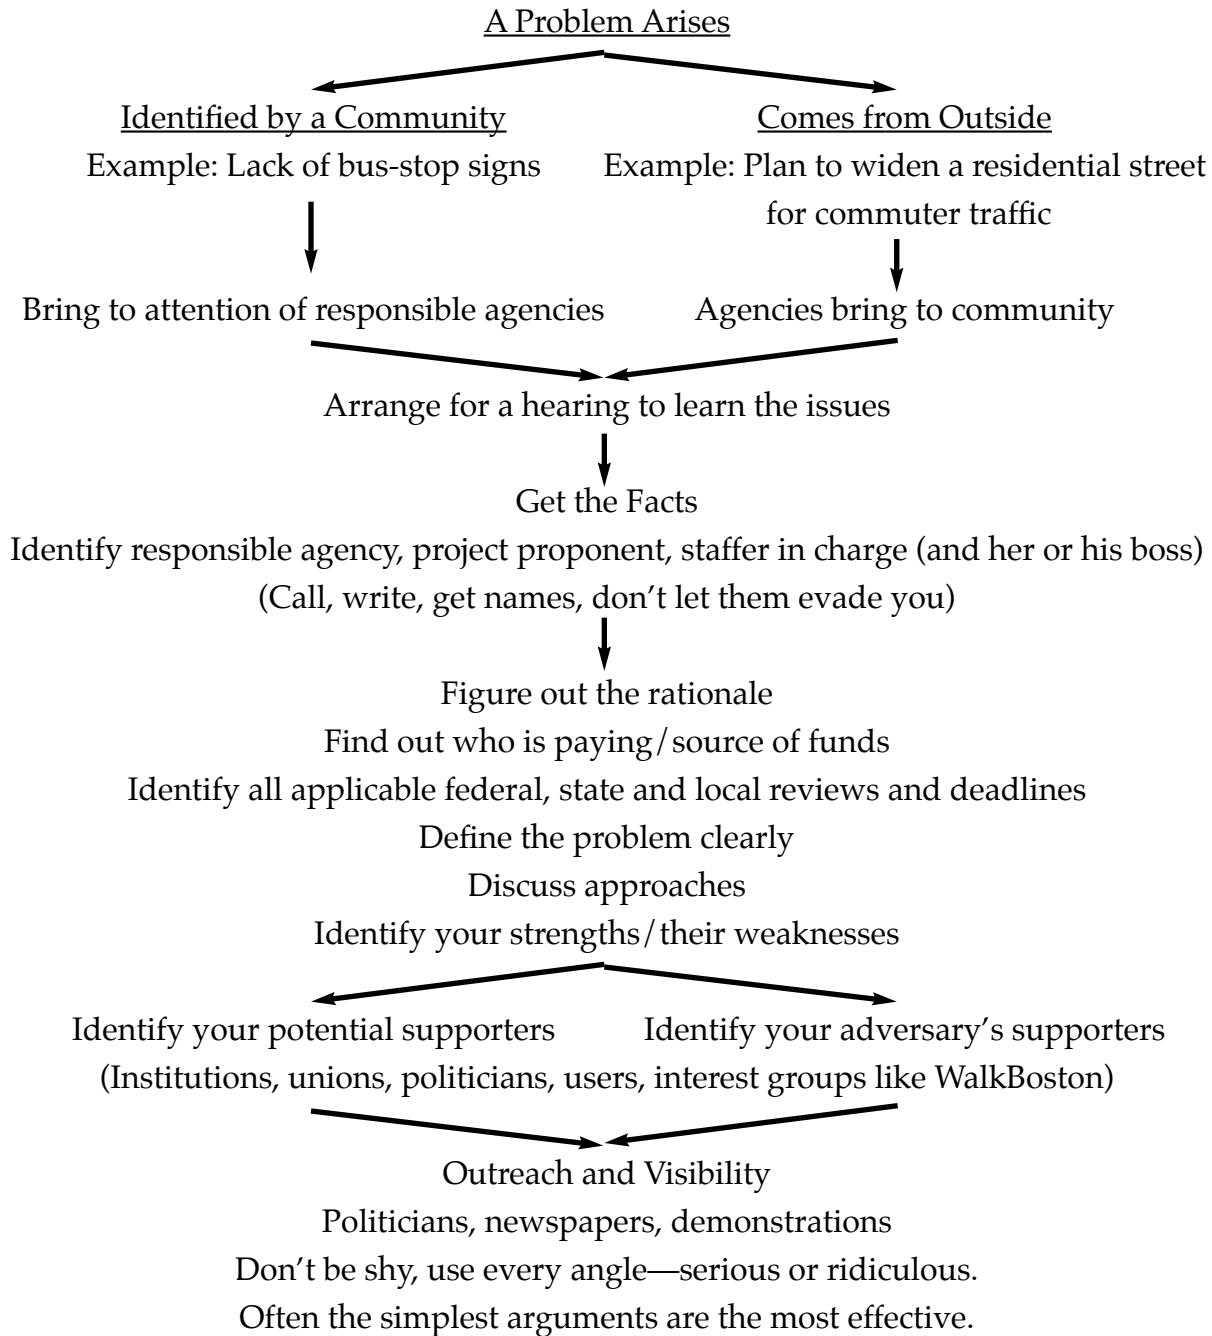 A Problem Arises
Identified by a Community
Example: Lack of bus-stop signs
Comes from Outside
Example: Plan to widen a residential street
for commuter traffic
Bring to attention of responsible agencies
Agencies bring to community
Arrange for a hearing to learn the issues
Get the Facts
Identify responsible agency, project proponent, staffer in charge (and her or his boss)
(Call, write, get names, don’t let them evade you)
Figure out the rationale
Find out who is paying/source of funds
Identify all applicable federal, state and local reviews and deadlines
Define the problem clearly
Discuss approaches
Identify your strengths/their weaknesses
Identify your potential supporters
Identify your adversary’s supporters
(Institutions, unions, politicians, users, interest groups like WalkBoston)
Outreach and Visibility
Politicians, newspapers, demonstrations
Don’t be shy, use every angle—serious or ridiculous.
Often the simplest arguments are the most effective.